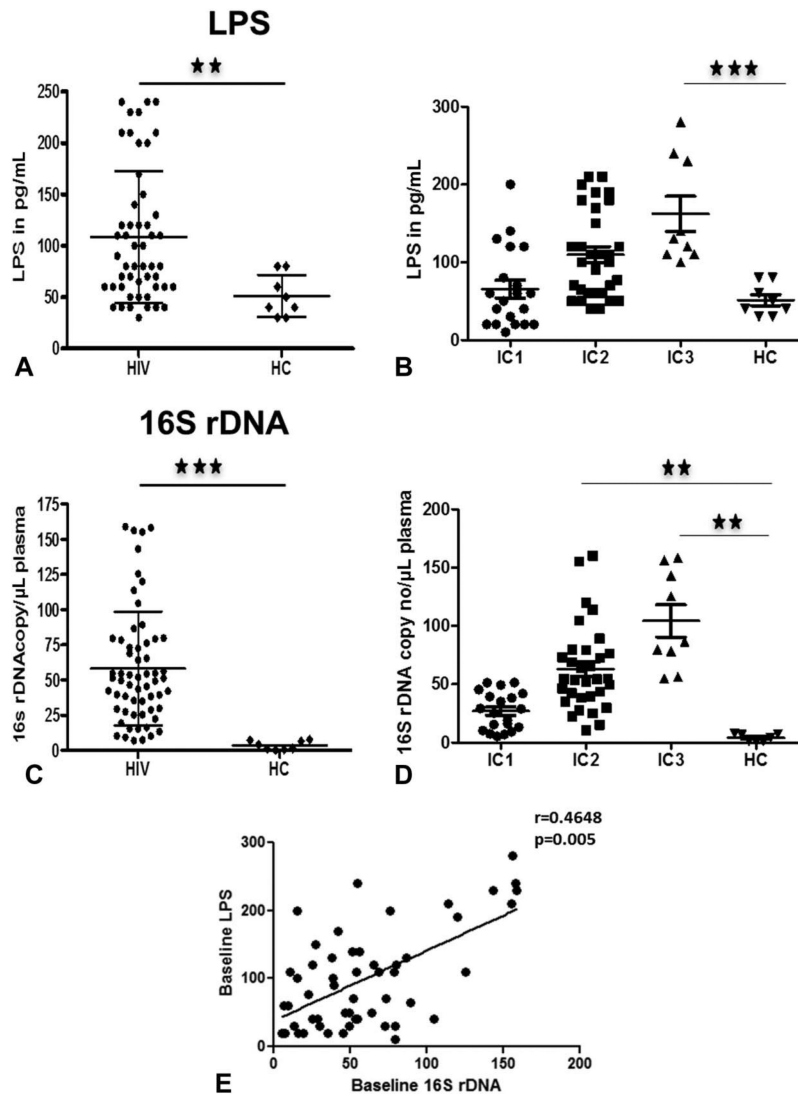 LPS
★★
LPS in pg/mL
250
200
150
100
50
0
HIV
HC
A
★★★
LPS in pg/mL
300
200
100
0
IC1
IC2
IC3
HC
B
16S rDNA
★★★
16s rDNAcopy/µL plasma
175
150
125
100
75
50
25
0
HIV
HC
C
★★
★★
16S rDNA copy no/µL plasma
200
150
100
50
0
IC1
IC2
IC3
HC
D
r=0.4648
p=0.005
Baseline LPS
300
200
100
0
0
50
100
150
200
Baseline 16S rDNA
E